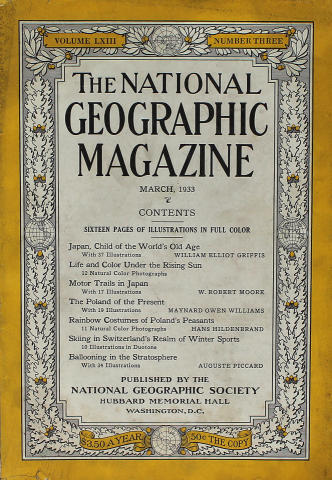 VOLUME LXIII
NUMBER THREE
THE NATIONAL
GEOGRAPHIC
MAGAZINE
MARCH, 1933
CONTENTS
SIXTEEN PAGES OF ILLUSTRATIONS IN FULL COLOR
Japan, Child of the World's Old Age
With 37 Illustrations WILLIAM ELLIOT GRIFFIS
Life and Color Under the Rising Sun
12 Natural Color Photographs
Motor Trails in Japan
With 17 Illustrations W. ROBERT MOORE
The Poland of the Present
With 19 Illustrations MAYNARD OWEN WILLIAMS
Rainbow Costumes of Poland's Peasants
11 Natural Color Photographs HANS HILDENBRAND
Skiing in Switzerland's Realm of Winter Sports
10 Illustrations in Duotone
Ballooning in the Stratosphere
With 24 Illustrations AUGUSTE PICCARD
PUBLISHED BY THE
NATIONAL GEOGRAPHIC SOCIETY
HUBBARD MEMORIAL HALL
WASHINGTON, D.C.
$3.50 A YEAR
50¢ THE COPY